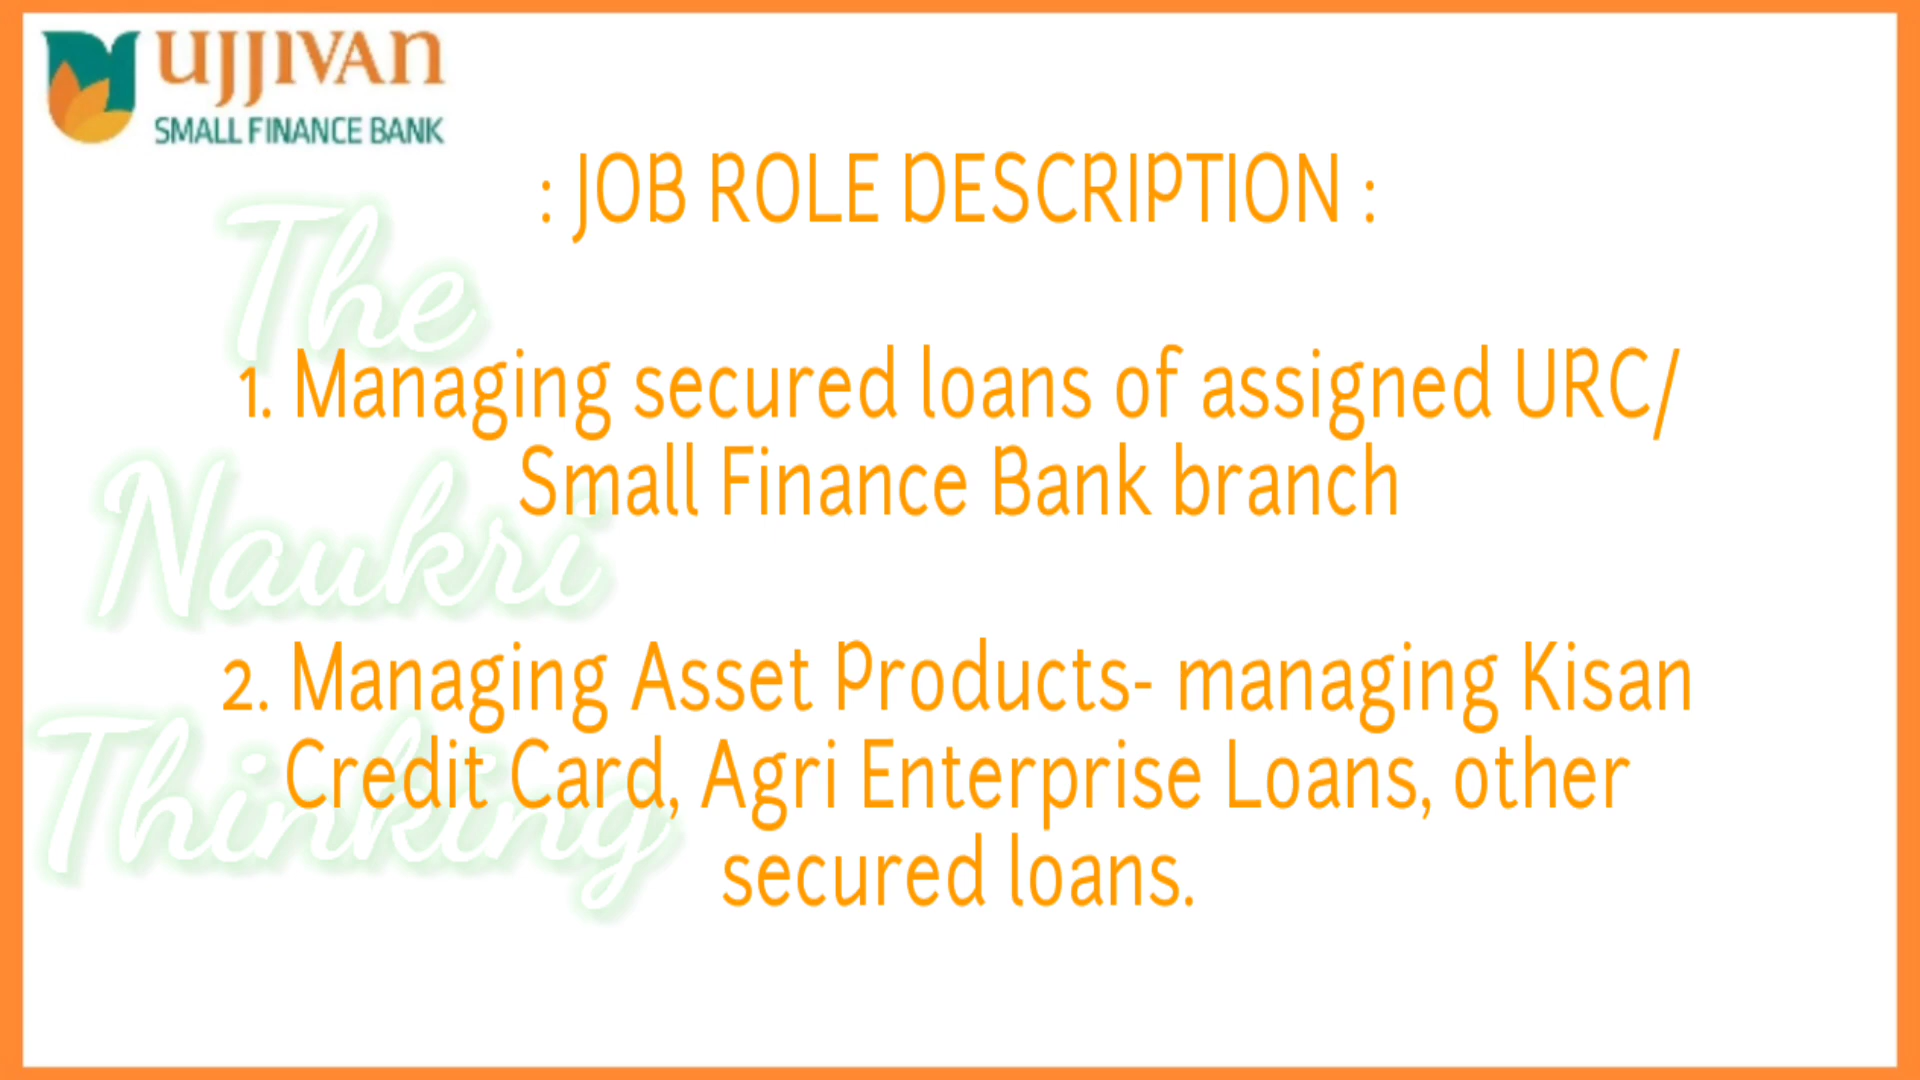 UJJIVAN
SMALL FINANCE BANK
: JOB ROLE DESCRIPTION :
The
1. Managing secured loans of assigned URC/
Small Finance Bank branch
Naukri
2. Managing Asset Products- managing Kisan
Credit Card, Agri Enterprise Loans, other
Thinking
secured loans.